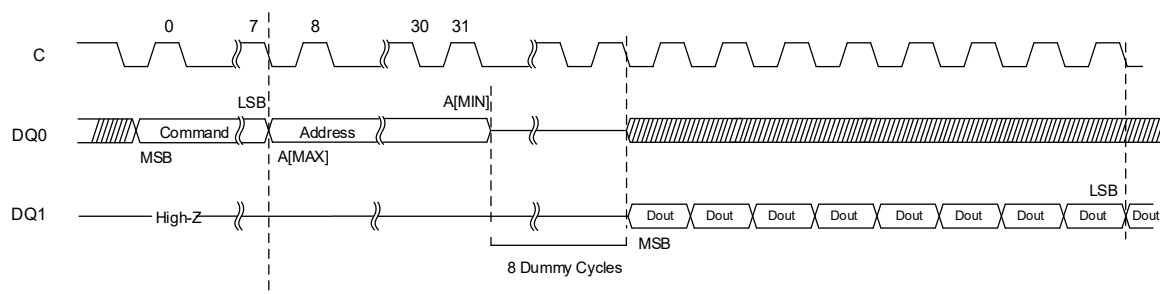 0 7 8 30 31
C
LSB A[MIN]
DQ0 Command Address
MSB A[MAX]
LSB
DQ1 High-Z Dout Dout Dout Dout Dout Dout Dout Dout Dout
MSB
8 Dummy Cycles